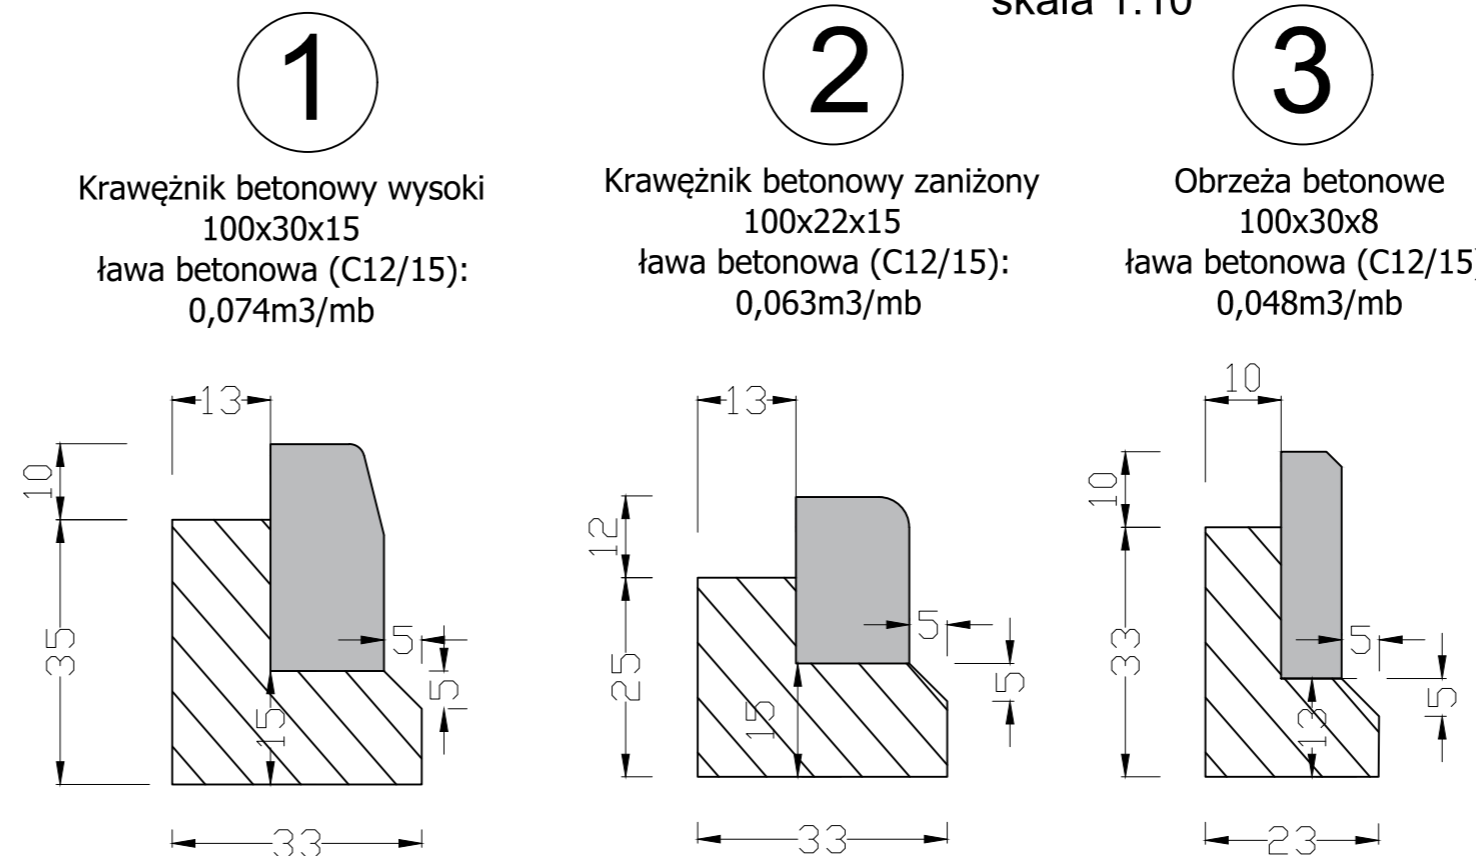 skala 1:10
1
Krawężnik betonowy wysoki
100x30x15
ława betonowa (C12/15):
0,074m3/mb
2
Krawężnik betonowy zaniżony
100x22x15
ława betonowa (C12/15):
0,063m3/mb
3
Obrzeża betonowe
100x30x8
ława betonowa (C12/15)
0,048m3/mb
13
10
35
5
5
15
33
13
12
25
5
5
15
33
10
10
33
5
5
13
23